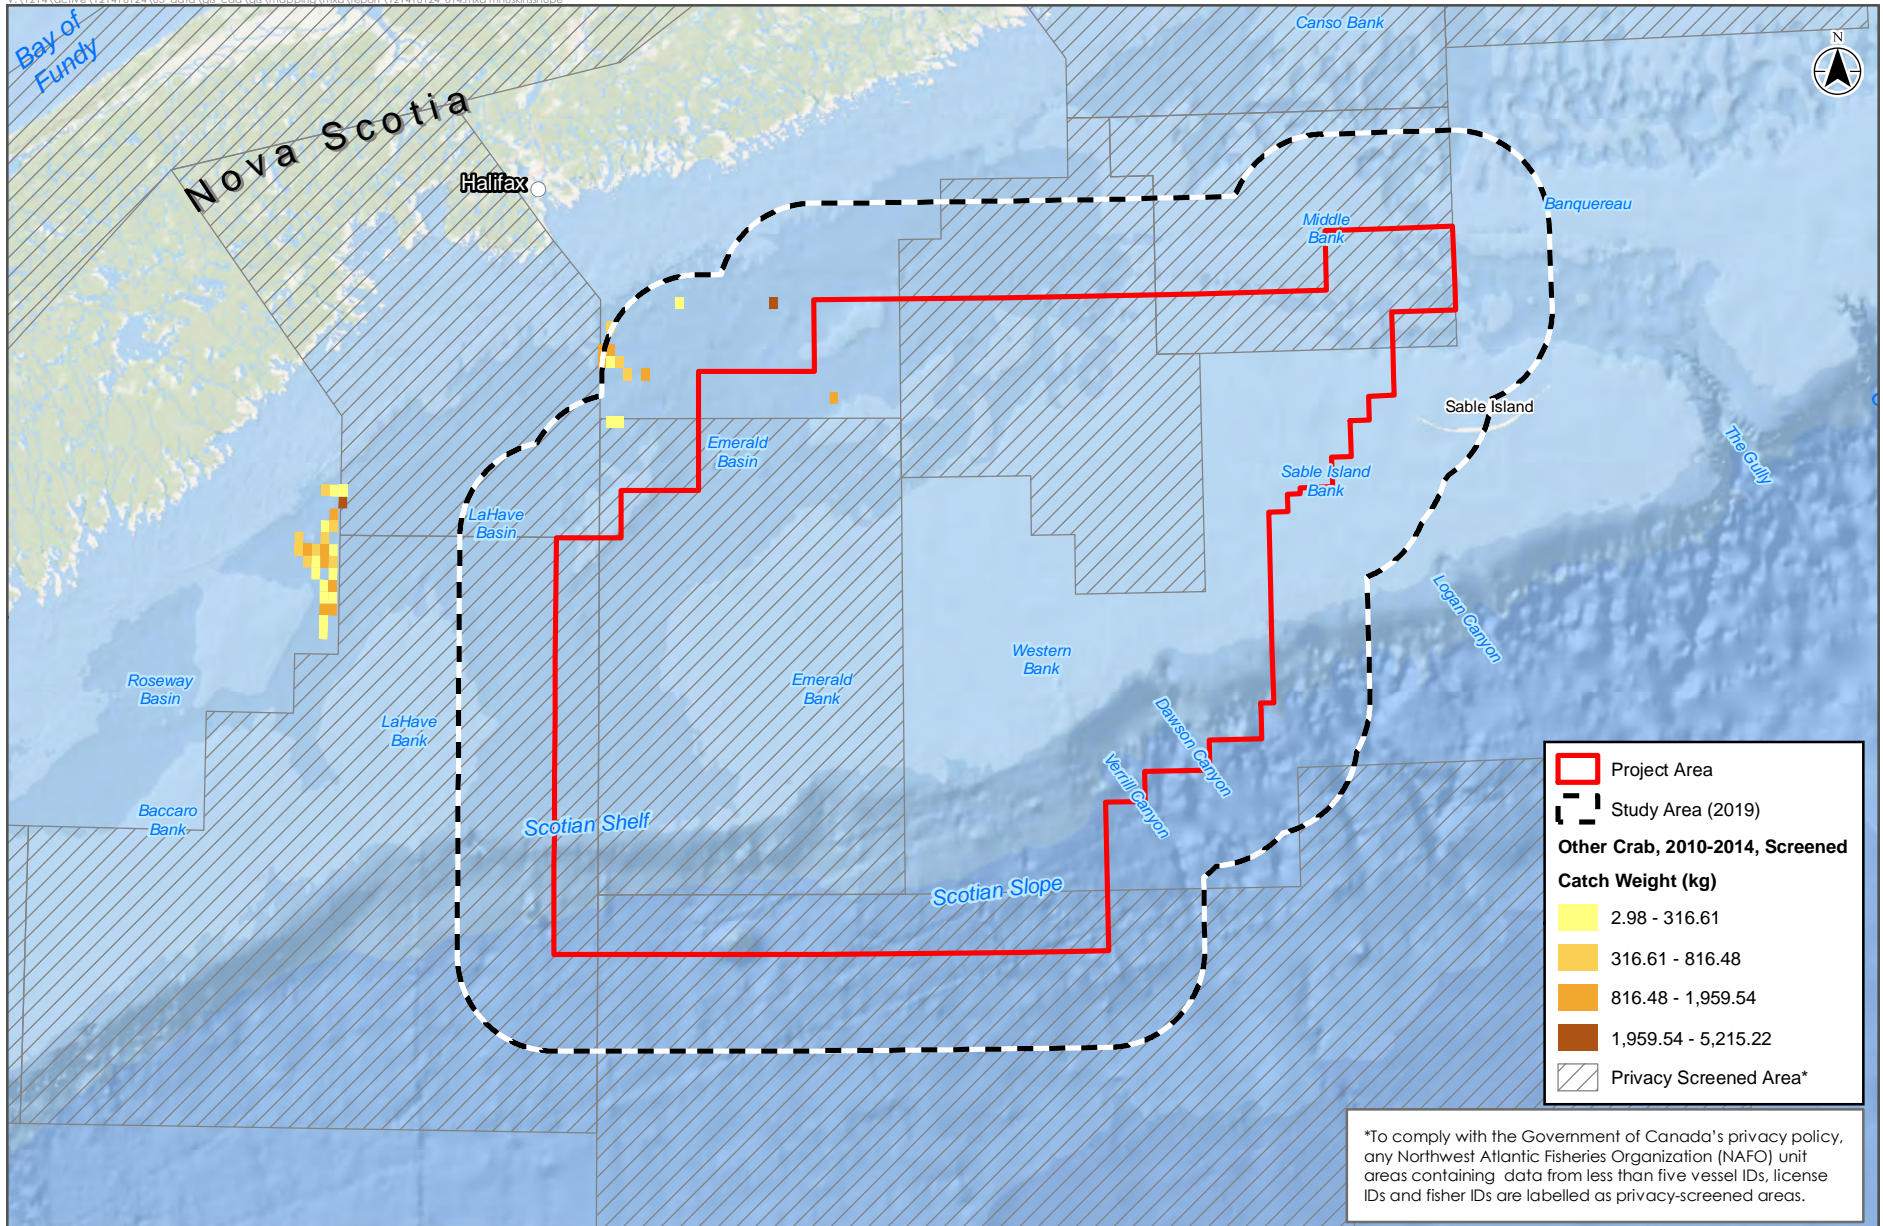 Bay of
Fundy
Nova Scotia
Halifax
Canso Bank
N
Middle
Bank
Banquereau
Sable Island
The Gully
Emerald
Basin
Sable Island
Bank
LaHave
Basin
Logan Canyon
Western
Bank
Roseway
Basin
Emerald
Bank
LaHave
Bank
Dawson Canyon
Verrill Canyon
Baccaro
Bank
Scotian Shelf
Scotian Slope
Project Area
Study Area (2019)
Other Crab, 2010-2014, Screened
Catch Weight (kg)
2.98 - 316.61
316.61 - 816.48
816.48 - 1,959.54
1,959.54 - 5,215.22
Privacy Screened Area*
*To comply with the Government of Canada's privacy policy,
any Northwest Atlantic Fisheries Organization (NAFO) unit
areas containing data from less than five vessel IDs, license
IDs and fisher IDs are labelled as privacy-screened areas.